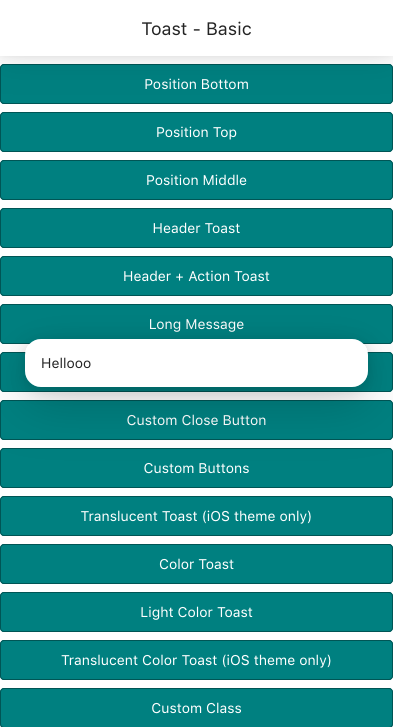 Toast - Basic
Position Bottom
Position Top
Position Middle
Header Toast
Header + Action Toast
Long Message
Hellooo
Custom Close Button
Custom Buttons
Translucent Toast (iOS theme only)
Color Toast
Light Color Toast
Translucent Color Toast (iOS theme only)
Custom Class